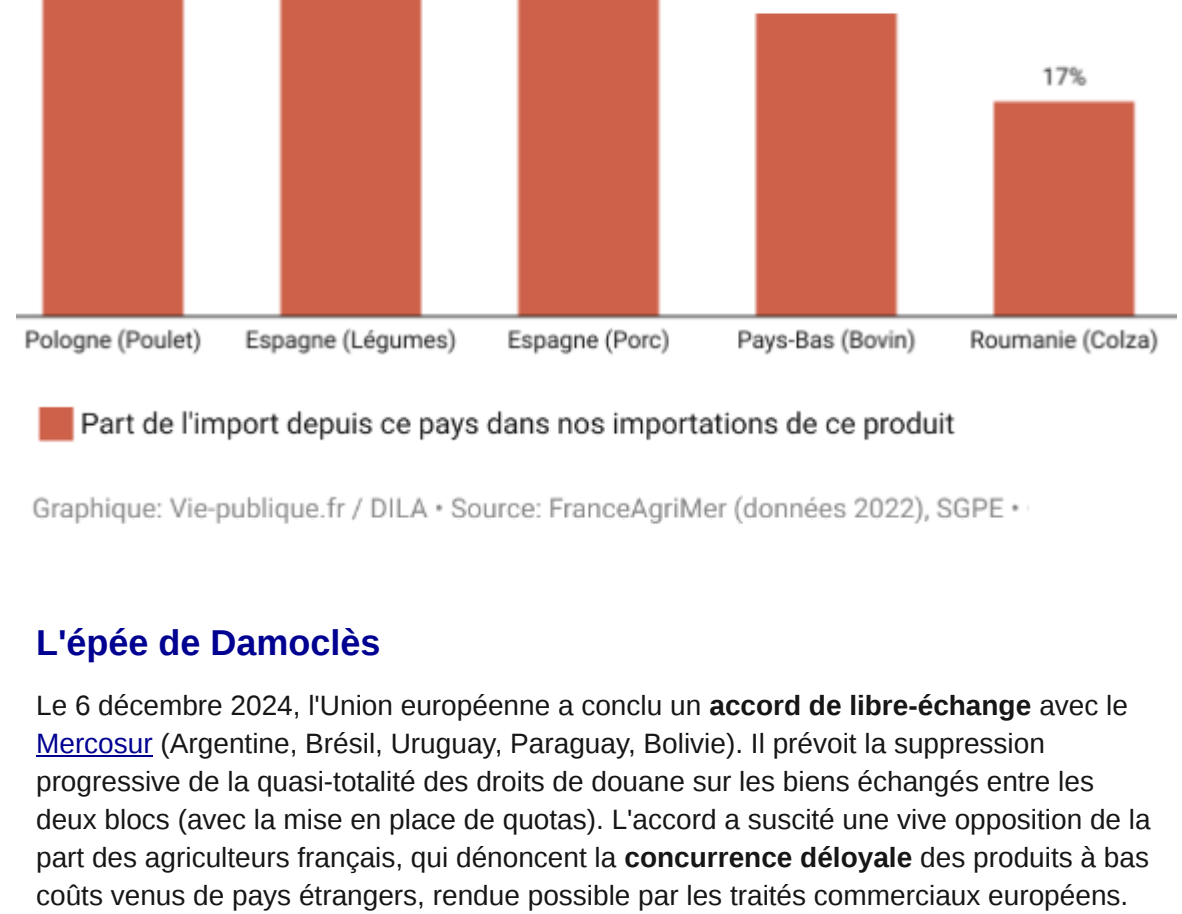 17%
Pologne (Poulet) Espagne (Légumes) Espagne (Porc) Pays-Bas (Bovin) Roumanie (Colza)
Part de l'import depuis ce pays dans nos importations de ce produit
Graphique: Vie-publique.fr / DILA • Source: FranceAgriMer (données 2022), SGPE •
L'épée de Damoclès
Le 6 décembre 2024, l'Union européenne a conclu un accord de libre-échange avec le
Mercosur (Argentine, Brésil, Uruguay, Paraguay, Bolivie). Il prévoit la suppression
progressive de la quasi-totalité des droits de douane sur les biens échangés entre les
deux blocs (avec la mise en place de quotas). L'accord a suscité une vive opposition de la
part des agriculteurs français, qui dénoncent la concurrence déloyale des produits à bas
coûts venus de pays étrangers, rendue possible par les traités commerciaux européens.